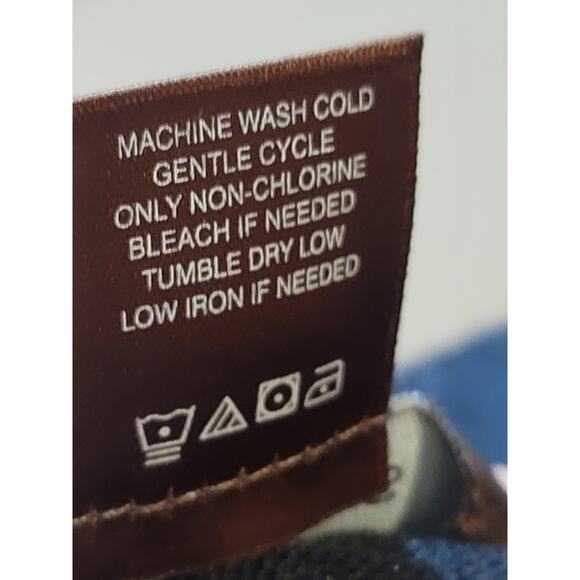 MACHINE WASH COLD
GENTLE CYCLE
ONLY NON-CHLORINE
BLEACH IF NEEDED
TUMBLE DRY LOW
LOW IRON IF NEEDED